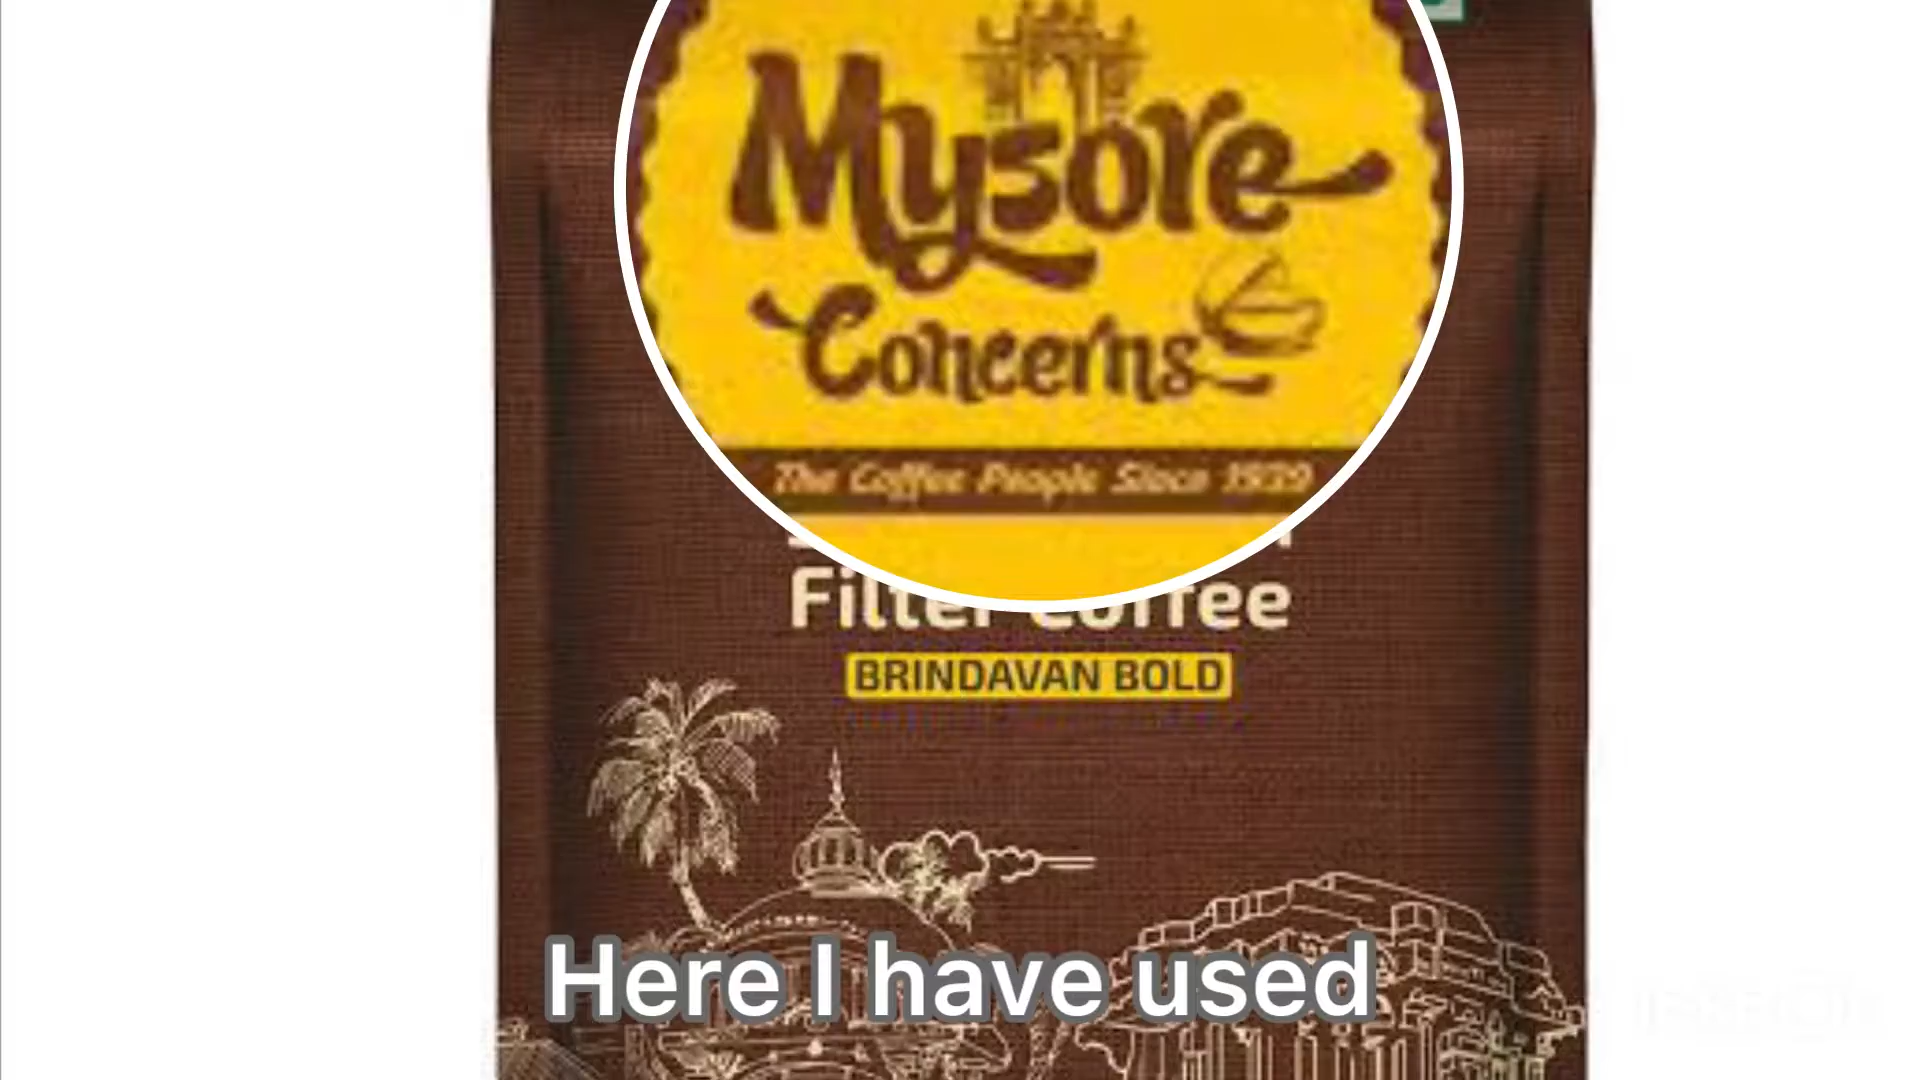 Mysore
Concerns
The Coffee People Since 1939
Filter Coffee
BRINDAVAN BOLD
Here I have used